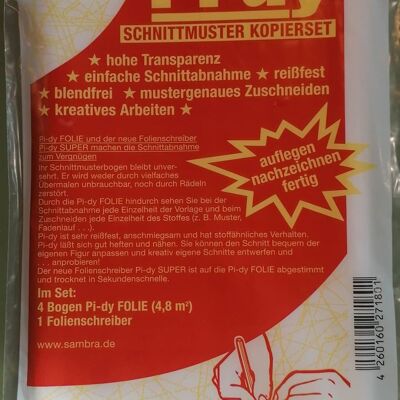 SCHNITTMUSTER KOPIERSET
★ hohe Transparenz
★ einfache Schnittabnahme ★ reißfest
★ blendfrei ★ mustergenaues Zuschneiden
★ kreatives Arbeiten ★
Pi-dy FOLIE und der neue Folienschreiber
Pi-dy SUPER machen die Schnittabnahme
zum Vergnügen
Ihr Schnittmusterbogen bleibt unver-
sehrt. Er wird weder durch vielfaches
Übermalen unbrauchbar, noch durch Rädeln
zerstört.
Durch die Pi-dy FOLIE hindurch sehen Sie bei der
Schnittabnahme jede Einzelheit der Vorlage und beim
Zuschneiden jede Einzelheit des Stoffes (z. B. Muster,
Fadenlauf . . .).
Pi-dy ist sehr reißfest, anschmiegsam und hat stoffähnliches Verhalten.
Pi-dy läßt sich gut heften und nähen. Sie können den Schnitt bequem der
eigenen Figur anpassen und kreativ eigene Schnitte entwerfen und
. . . anprobieren!
Der neue Folienschreiber Pi-dy SUPER ist auf die Pi-dy FOLIE abgestimmt
und trocknet in Sekundenschnelle.
auflegen
nachzeichnen
fertig
Im Set:
4 Bogen Pi-dy FOLIE (4,8 m²)
1 Folienschreiber
www.sambra.de
4 260160 271801